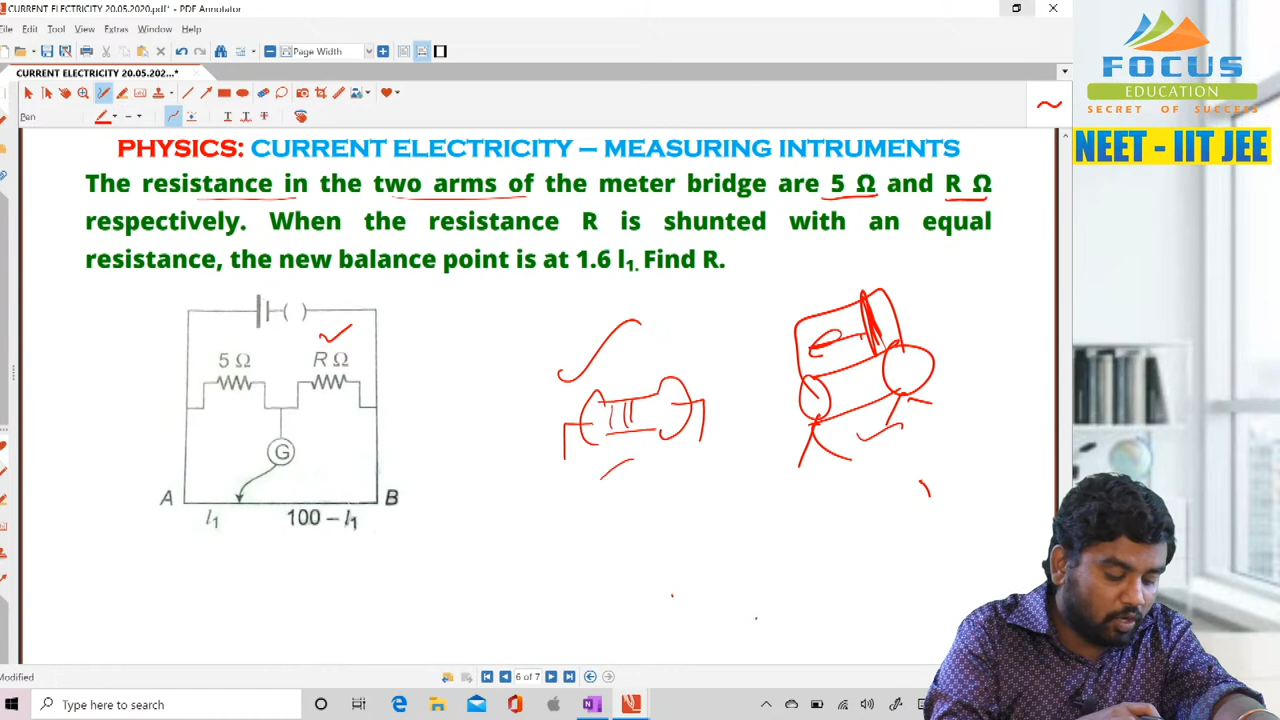 CURRENT ELECTRICITY 20.05.2020.pdf* - PDF Annotator
File Edit Tool View Extras Window Help
Page Width
CURRENT ELECTRICITY 20.05.202...*
Pen
FOCUS
EDUCATION
SECRET OF SUCCESS
NEET - IIT JEE
PHYSICS: CURRENT ELECTRICITY – MEASURING INTRUMENTS
The resistance in the two arms of the meter bridge are 5 Ω and R Ω
respectively. When the resistance R is shunted with an equal
resistance, the new balance point is at 1.6 l1. Find R.
5 Ω
R Ω
G
A
B
l1
100 – l1
Modified
6 of 7
Type here to search